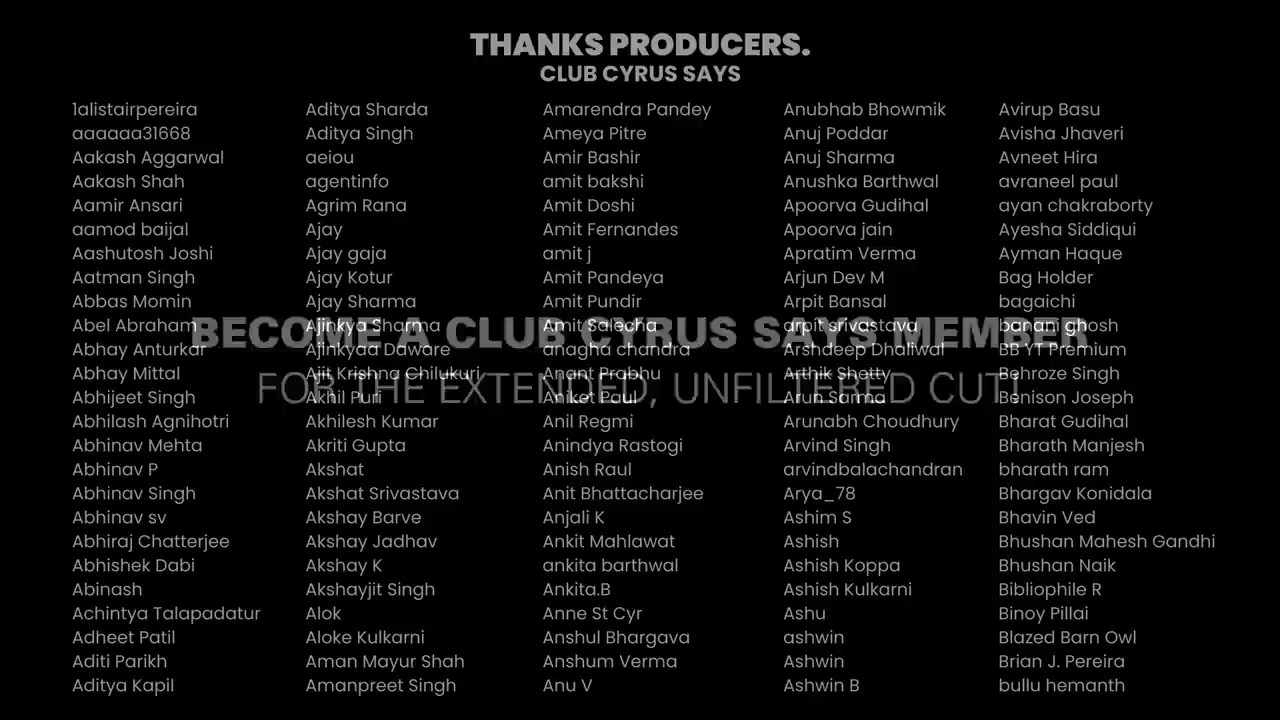 THANKS PRODUCERS.
CLUB CYRUS SAYS
1alistairpereira
aaaaaa31668
Aakash Aggarwal
Aakash Shah
Aamir Ansari
aamod baijal
Aashutosh Joshi
Aatman Singh
Abbas Momin
Abel Abraham
Abhay Anturkar
Abhay Mittal
Abhijeet Singh
Abhilash Agnihotri
Abhinav Mehta
Abhinav P
Abhinav Singh
Abhinav sv
Abhiraj Chatterjee
Abhishek Dabi
Abinash
Achintya Talapadatur
Adheet Patil
Aditi Parikh
Aditya Kapil
Aditya Sharda
Aditya Singh
aeiou
agentinfo
Agrim Rana
Ajay
Ajay gaja
Ajay Kotur
Ajay Sharma
Ajinkya Sharma
Ajinkyaa Daware
Ajit Krishna Chilukuri
Akhil Puri
Akhilesh Kumar
Akriti Gupta
Akshat
Akshat Srivastava
Akshay Barve
Akshay Jadhav
Akshay K
Akshayjit Singh
Alok
Aloke Kulkarni
Aman Mayur Shah
Amanpreet Singh
Amarendra Pandey
Ameya Pitre
Amir Bashir
amit bakshi
Amit Doshi
Amit Fernandes
amit j
Amit Pandeya
Amit Pundir
Amit Salecha
anagha chandra
Anant Prabhu
Aniket Paul
Anil Regmi
Anindya Rastogi
Anish Raul
Anit Bhattacharjee
Anjali K
Ankit Mahlawat
ankita barthwal
Ankita.B
Anne St Cyr
Anshul Bhargava
Anshum Verma
Anu V
Anubhab Bhowmik
Anuj Poddar
Anuj Sharma
Anushka Barthwal
Apoorva Gudihal
Apoorva jain
Apratim Verma
Arjun Dev M
Arpit Bansal
arpit srivastava
Arshdeep Dhaliwal
Arthik Shetty
Arun Sarma
Arunabh Choudhury
Arvind Singh
arvindbalachandran
Arya_78
Ashim S
Ashish
Ashish Koppa
Ashish Kulkarni
Ashu
ashwin
Ashwin
Ashwin B
Avirup Basu
Avisha Jhaveri
Avneet Hira
avraneel paul
ayan chakraborty
Ayesha Siddiqui
Ayman Haque
Bag Holder
bagaichi
banani ghosh
BB YT Premium
Behroze Singh
Benison Joseph
Bharat Gudihal
Bharath Manjesh
bharath ram
Bhargav Konidala
Bhavin Ved
Bhushan Mahesh Gandhi
Bhushan Naik
Bibliophile R
Binoy Pillai
Blazed Barn Owl
Brian J. Pereira
bullu hemanth
BECOME A CLUB CYRUS SAYS MEMBER
FOR THE EXTENDED, UNFILTERED CUT!